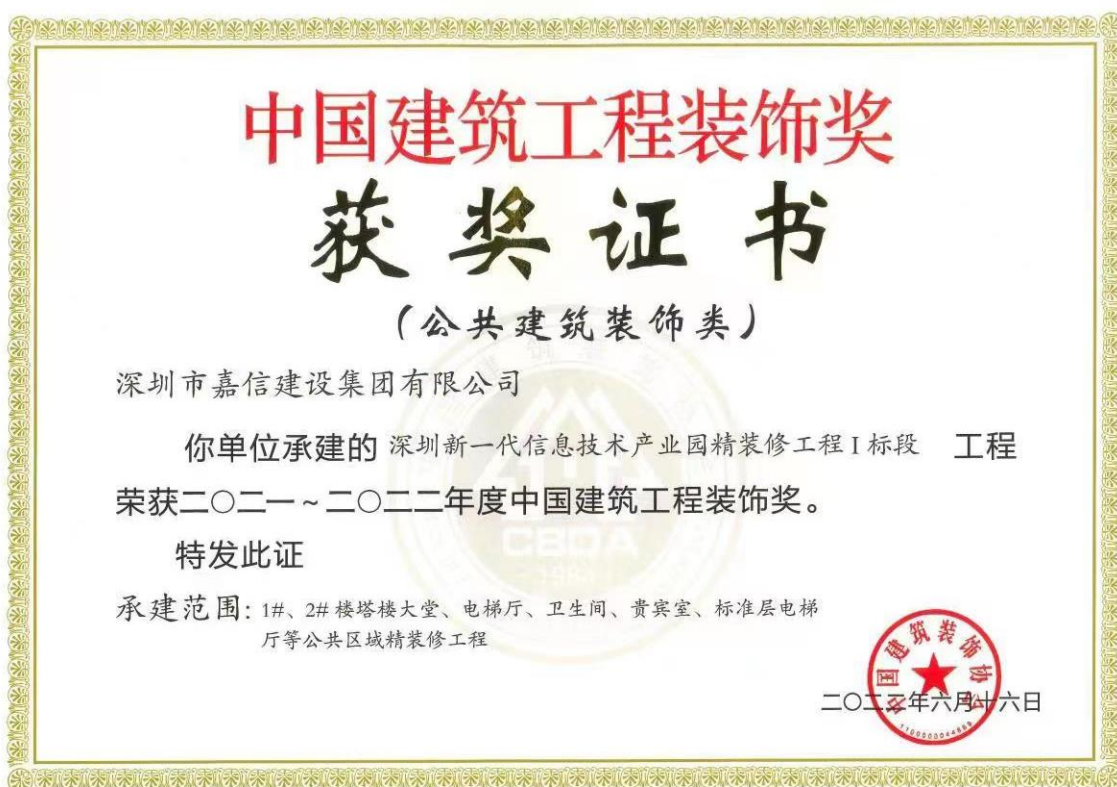 中国建筑工程装饰奖
获奖证书
（公共建筑装饰类）
深圳市嘉信建设集团有限公司
你单位承建的 深圳新一代信息技术产业园精装修工程 I 标段 工程
荣获二〇二一~二〇二二年度中国建筑工程装饰奖。
特发此证
承建范围: 1#、2# 楼塔楼大堂、电梯厅、卫生间、贵宾室、标准层电梯
厅等公共区域精装修工程
中国建筑装饰协会
二〇二三年六月十六日
CBDA